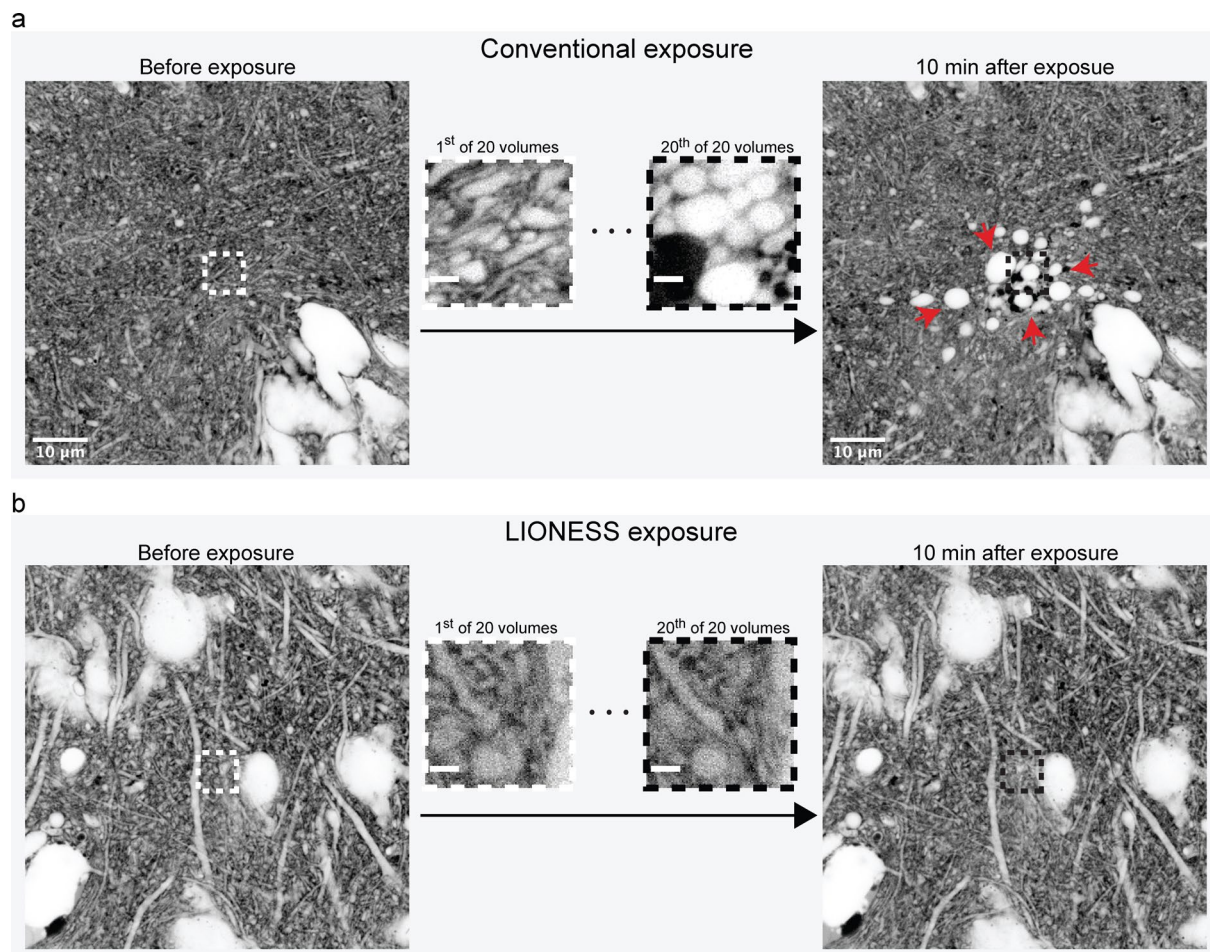 a
Conventional exposure
Before exposure
10 min after exposue
1st of 20 volumes
20th of 20 volumes
10 µm
10 µm
b
LIONESS exposure
Before exposure
10 min after exposure
1st of 20 volumes
20th of 20 volumes